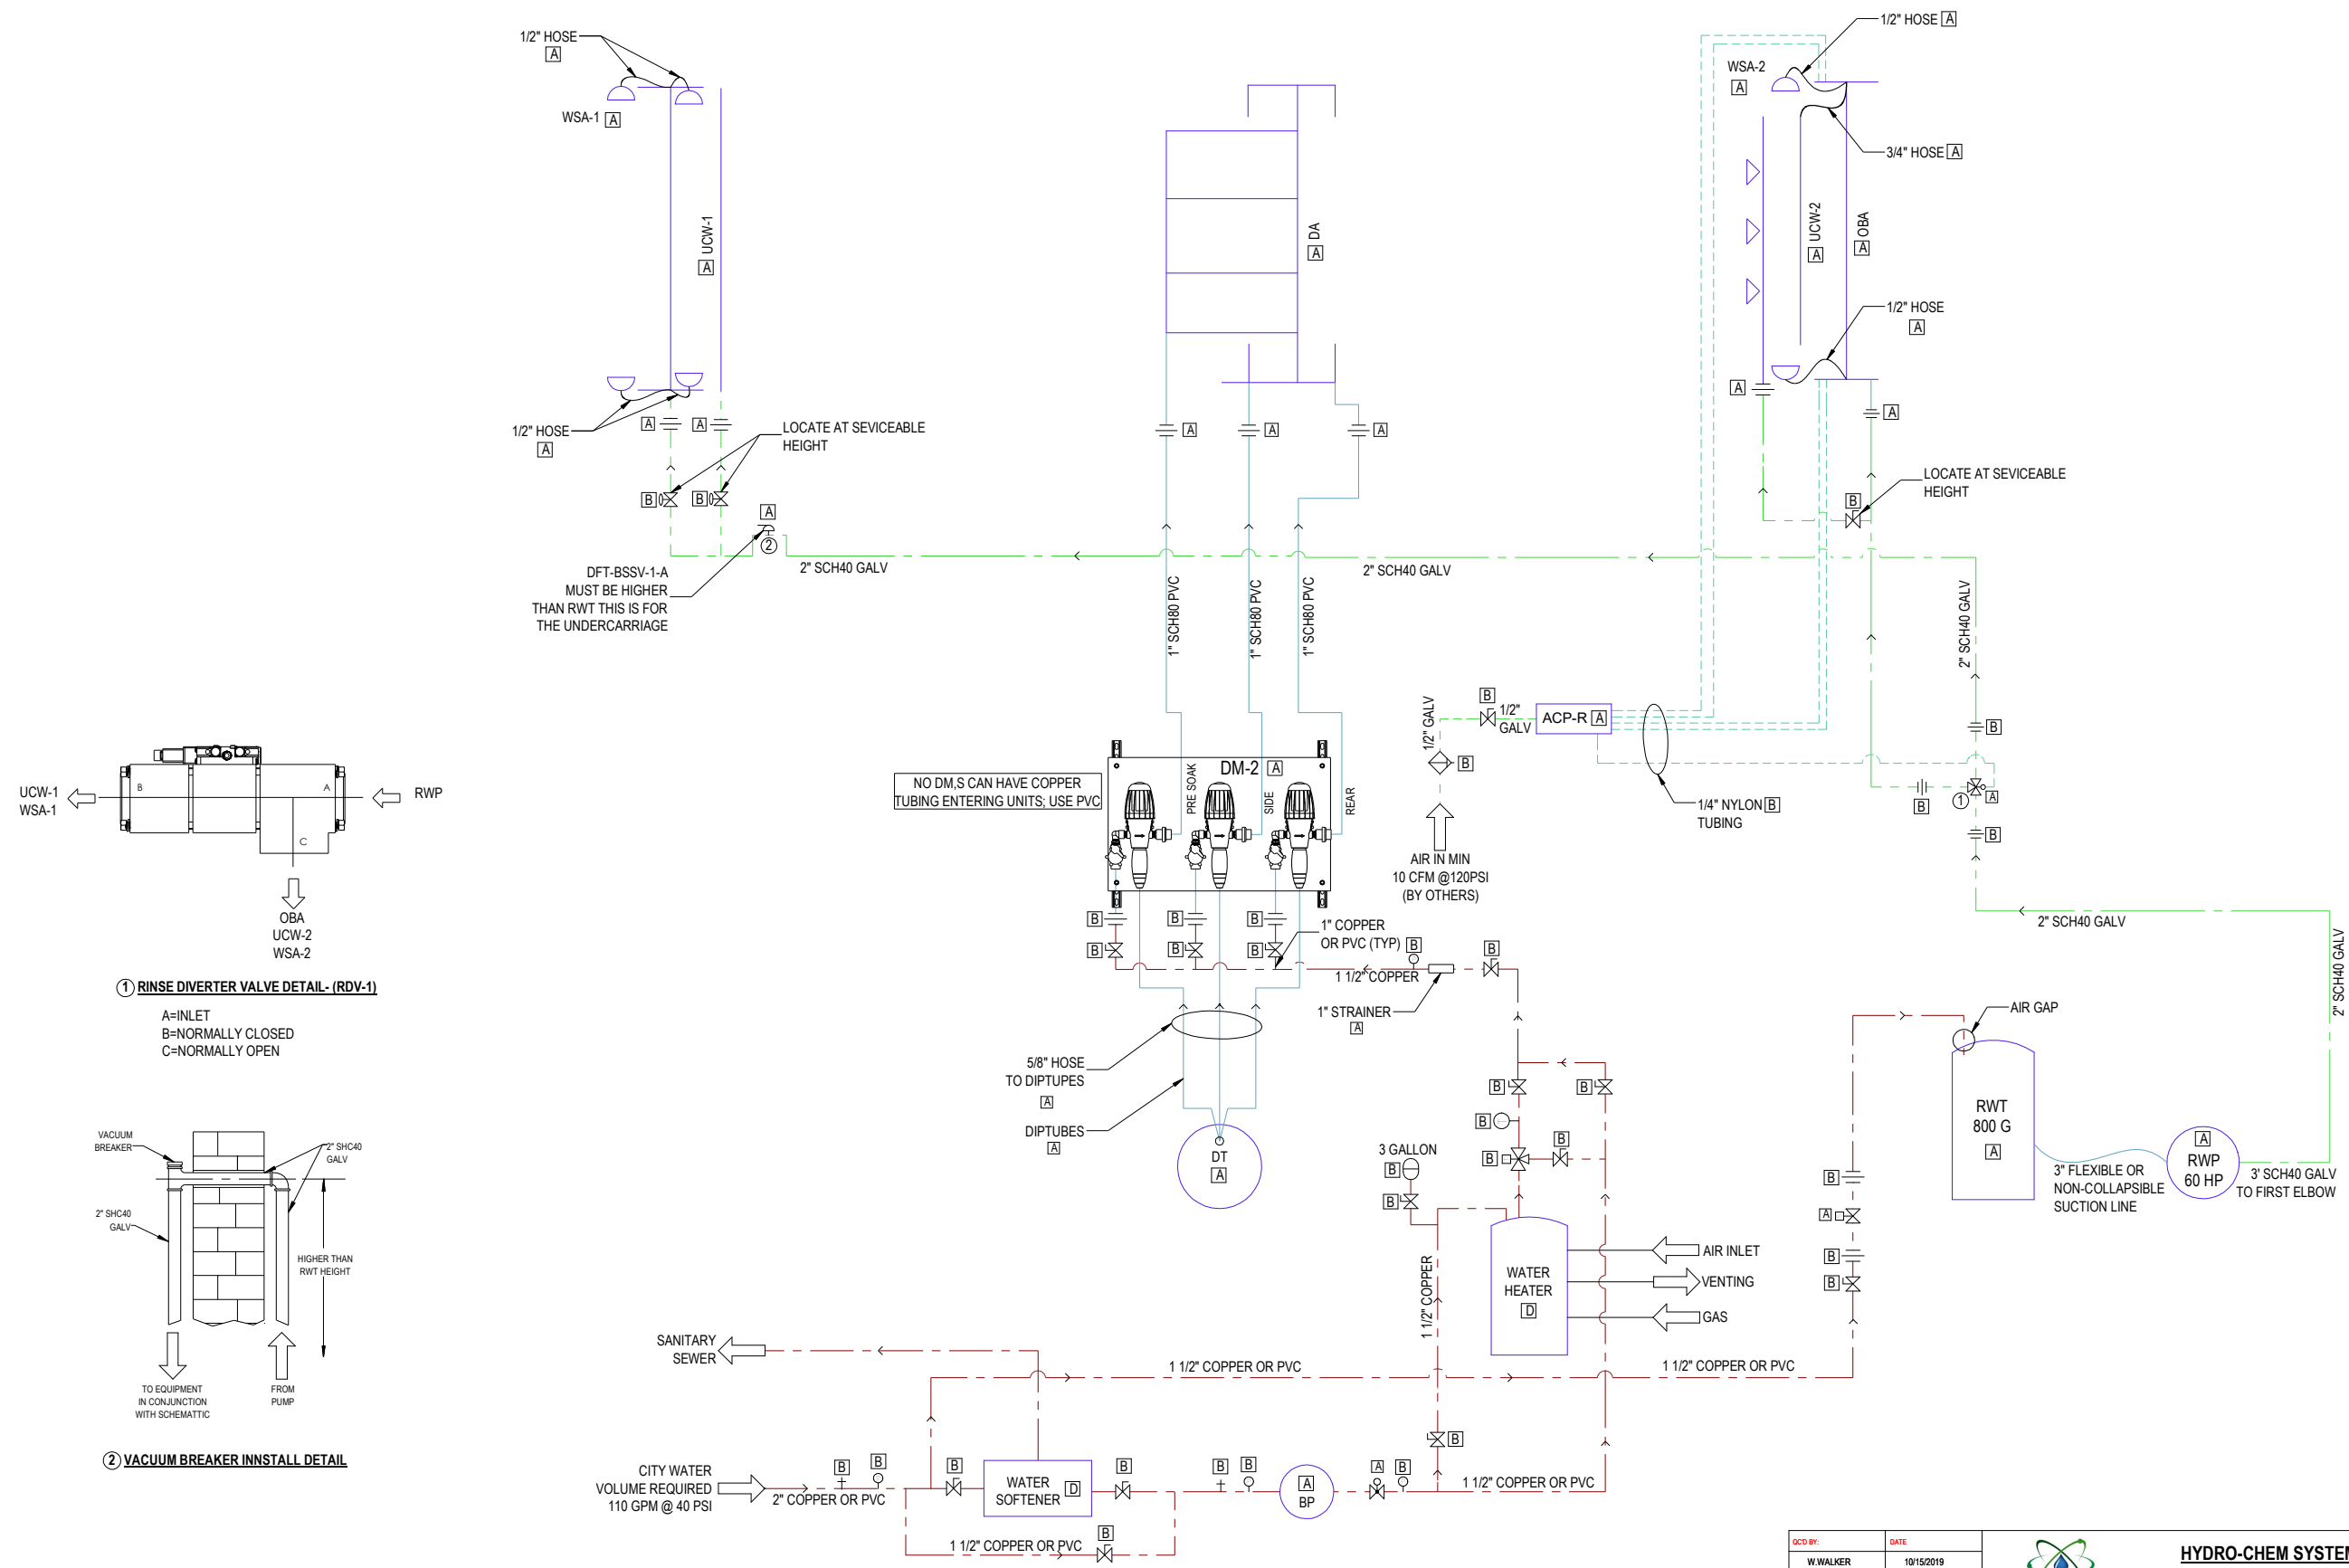 1/2" HOSE
A
WSA-1 A
A UCW-1
1/2" HOSE
A
A
A
LOCATE AT SEVICEABLE
HEIGHT
B
B
A
2
DFT-BSSV-1-A
MUST BE HIGHER
THAN RWT THIS IS FOR
THE UNDERCARRIAGE
2" SCH40 GALV
A DA
A
A
A
1" SCH80 PVC
1" SCH80 PVC
1" SCH80 PVC
2" SCH40 GALV
1/2" HOSE A
WSA-2
A
3/4" HOSE A
A UCW-2
A OBA
1/2" HOSE
A
A
A
LOCATE AT SEVICEABLE
HEIGHT
B
2" SCH40 GALV
1/2" GALV
B
1/2"
GALV
ACP-R A
B
B
B
1
A
B
1/4" NYLON B
TUBING
AIR IN MIN
10 CFM @120PSI
(BY OTHERS)
2" SCH40 GALV
2" SCH40 GALV
UCW-1
WSA-1
B
A
C
RWP
OBA
UCW-2
WSA-2
1 RINSE DIVERTER VALVE DETAIL- (RDV-1)
A=INLET
B=NORMALLY CLOSED
C=NORMALLY OPEN
NO DM,S CAN HAVE COPPER
TUBING ENTERING UNITS; USE PVC
DM-2 A
PRE SOAK
SIDE
REAR
B
B
B
B
B
B
1" COPPER
OR PVC (TYP)
B
B
1 1/2" COPPER
1" STRAINER
A
5/8" HOSE
TO DIPTUPES
A
DIPTUBES
A
DT
A
B
B
B
B
B
3 GALLON
B
B
WATER
HEATER
D
AIR INLET
VENTING
GAS
1 1/2" COPPER
AIR GAP
RWT
800 G
A
3" FLEXIBLE OR
NON-COLLAPSIBLE
SUCTION LINE
A
RWP
60 HP
3' SCH40 GALV
TO FIRST ELBOW
B
A
B
B
VACUUM
BREAKER
2" SHC40
GALV
2" SHC40
GALV
HIGHER THAN
RWT HEIGHT
TO EQUIPMENT
IN CONJUNCTION
WITH SCHEMATTIC
FROM
PUMP
2 VACUUM BREAKER INNSTALL DETAIL
SANITARY
SEWER
1 1/2" COPPER OR PVC
1 1/2" COPPER OR PVC
CITY WATER
VOLUME REQUIRED
110 GPM @ 40 PSI
B
B
2" COPPER OR PVC
B
WATER
SOFTENER
D
B
B
B
A
BP
A
B
B
1 1/2" COPPER OR PVC
1 1/2" COPPER OR PVC
B
QC'D BY:
DATE
W.WALKER
10/15/2019
HYDRO-CHEM SYSTE